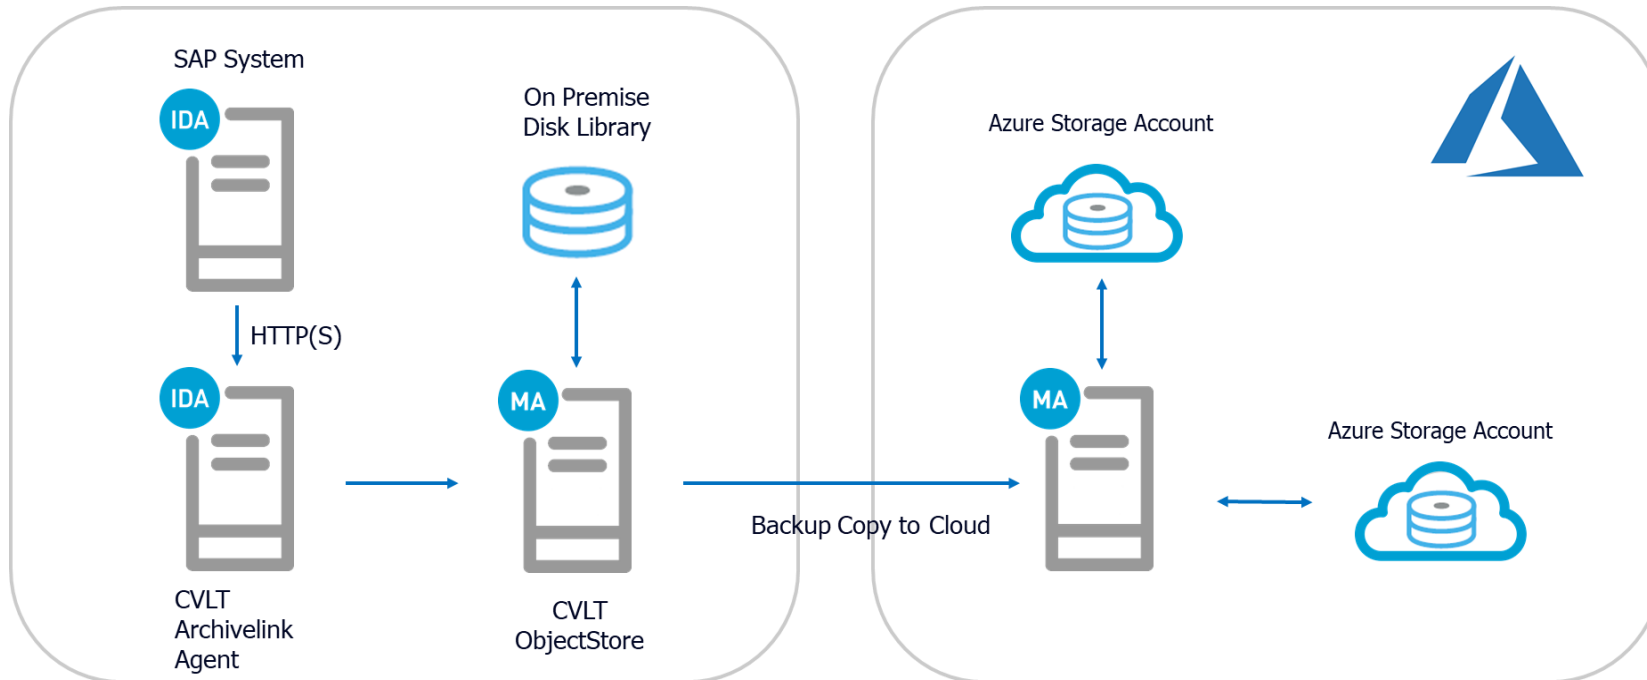 SAP System
IDA
On Premise
Disk Library
HTTP(S)
IDA
CVLT
Archivelink
Agent
MA
CVLT
ObjectStore
Backup Copy to Cloud
Azure Storage Account
MA
Azure Storage Account